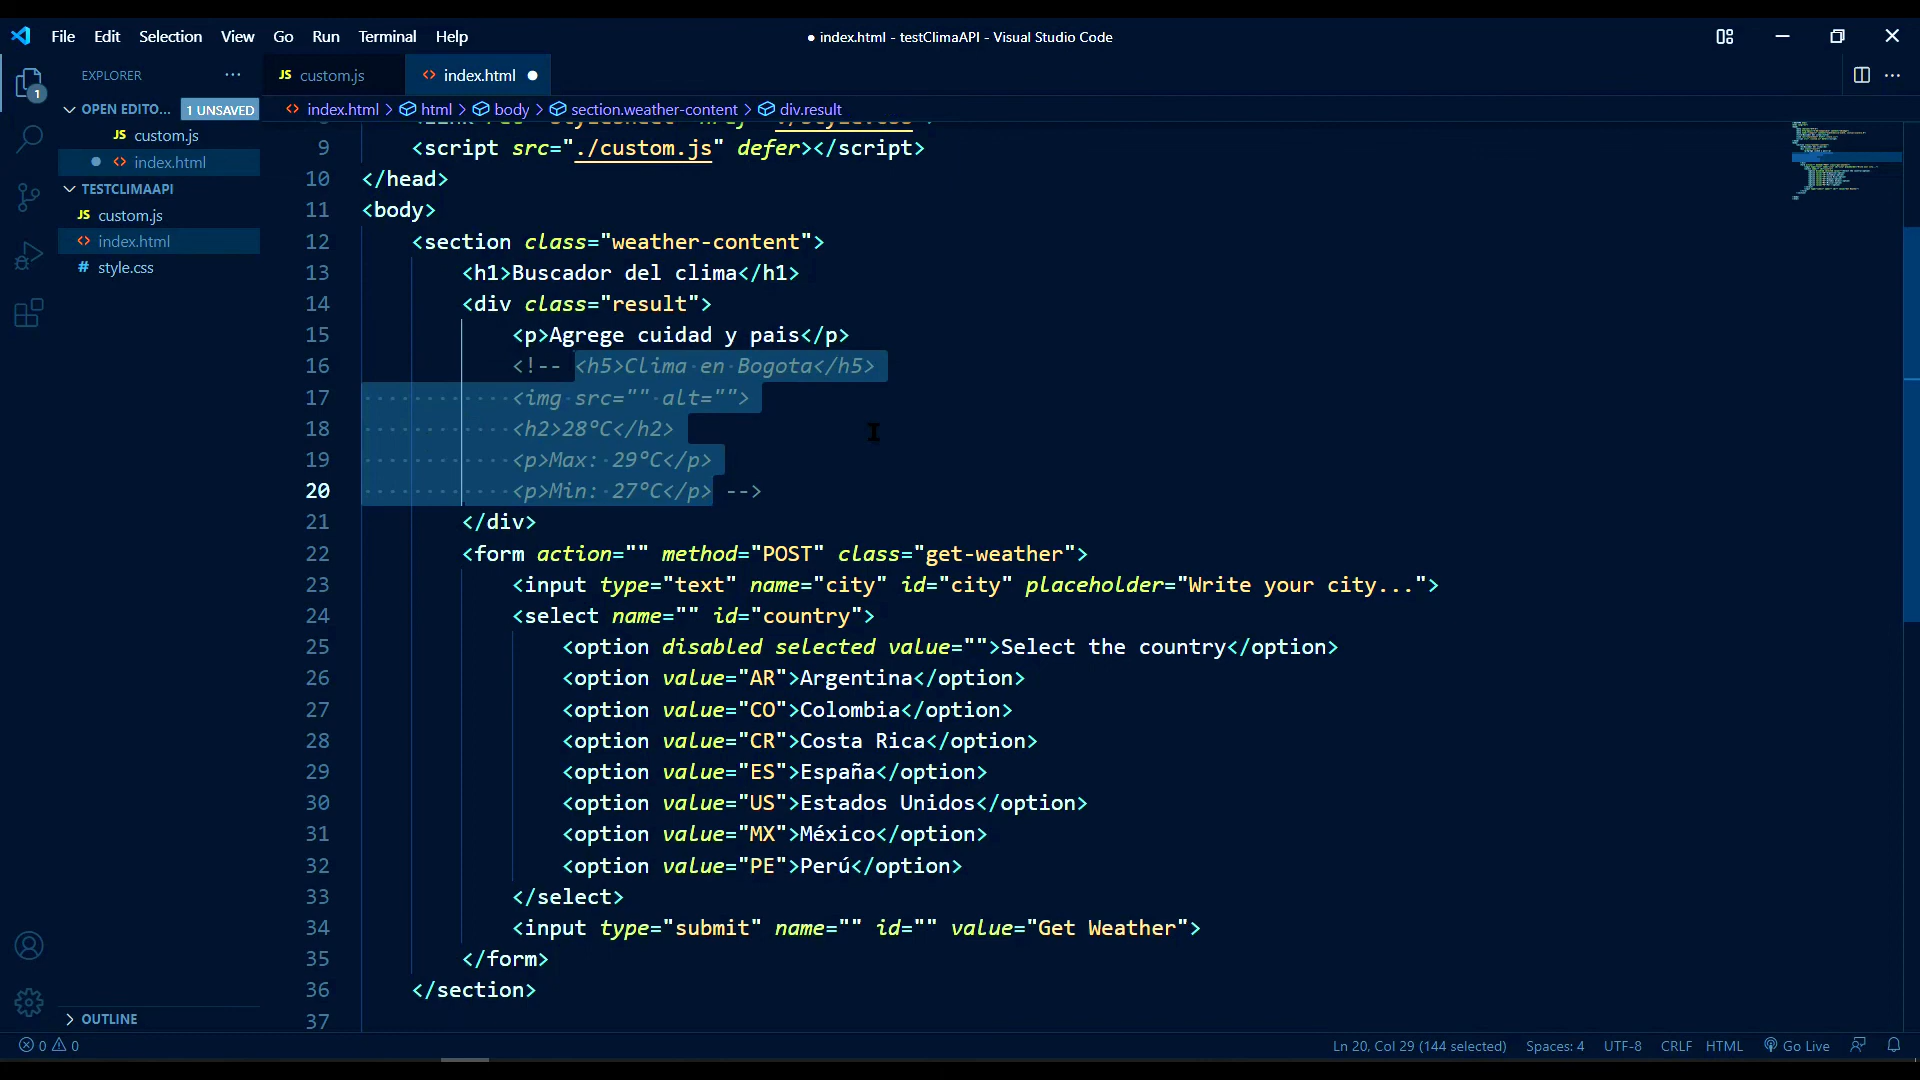 File Edit Selection View Go Run Terminal Help
● index.html - testClimaAPI - Visual Studio Code
EXPLORER ···
JS custom.js
<> index.html ●
1
OPEN EDITO... 1 UNSAVED
index.html > html > body > section.weather-content > div.result
JS custom.js
● <> index.html
TESTCLIMAAPI
JS custom.js
<> index.html
# style.css
9 <script src="./custom.js" defer></script>
10 </head>
11 <body>
12 <section class="weather-content">
13 <h1>Buscador del clima</h1>
14 <div class="result">
15 <p>Agrege cuidad y pais</p>
16 <!-- <h5>Clima en Bogota</h5>
17 <img src="" alt="">
18 <h2>28°C</h2>
19 <p>Max: 29°C</p>
20 <p>Min: 27°C</p> -->
21 </div>
22 <form action="" method="POST" class="get-weather">
23 <input type="text" name="city" id="city" placeholder="Write your city...">
24 <select name="" id="country">
25 <option disabled selected value="">Select the country</option>
26 <option value="AR">Argentina</option>
27 <option value="CO">Colombia</option>
28 <option value="CR">Costa Rica</option>
29 <option value="ES">España</option>
30 <option value="US">Estados Unidos</option>
31 <option value="MX">México</option>
32 <option value="PE">Perú</option>
33 </select>
34 <input type="submit" name="" id="" value="Get Weather">
35 </form>
36 </section>
37
OUTLINE
0 0
Ln 20, Col 29 (144 selected) Spaces: 4 UTF-8 CRLF HTML Go Live